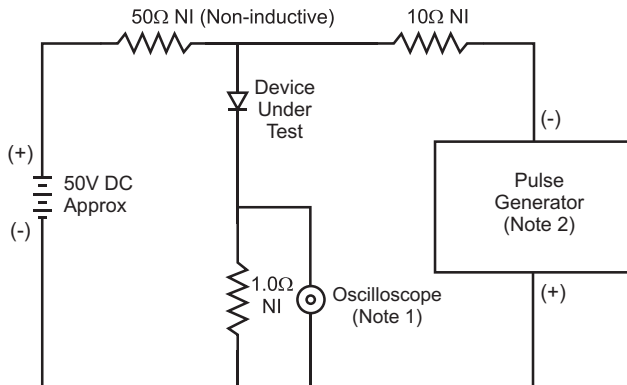 50Ω NI (Non-inductive)
10Ω NI
Device
Under
Test
(+)
50V DC
Approx
(-)
(-)
Pulse
Generator
(Note 2)
(+)
1.0Ω
NI
Oscilloscope
(Note 1)